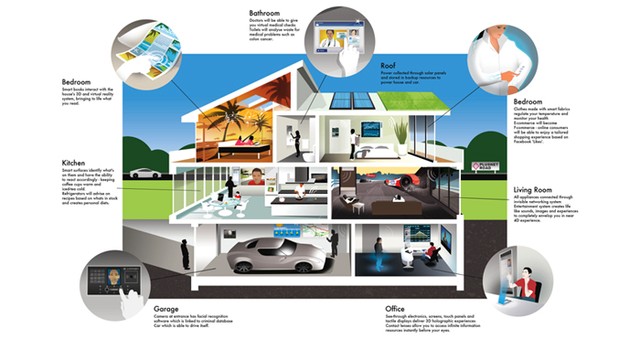 Bathroom
Doctors will be able to give
you virtual medical checks.
Toilets will analyse waste for
medical problems such as
colon cancer.
Roof
Power collected through solar panels
and stored in backup resources to
power house and car.
Bedroom
Smart books interact with the
house's 3D and virtual reality
system, bringing to life what
you read.
Bedroom
Clothes made with smart fabrics
regulate your temperature and
monitor your health.
E-commerce will become
F-commerce - online consumers
will be able to enjoy a tailored
shopping experience based on
Facebook 'Likes'.
Kitchen
Smart surfaces identify what's
on them and have the ability
to react accordingly - keeping
coffee cups warm and
iced tea cold.
Refrigerators will advise on
recipes based on whats in stock
and creates personal diets.
PLUSNET
ROAD
Living Room
All appliances connected through
invisible networking system
Entertainment system creates life
like sounds, images and experiences
to completely envelop you in near
4D experience.
Garage
Camera at entrance has facial recognition
software which is linked to criminal database
Car which is able to drive itself.
Office
See-through electronics, screens, touch panels and
tactile displays deliver 3D holographic experiences.
Contact lenses allow you to access infinite information
resources instantly before your eyes.